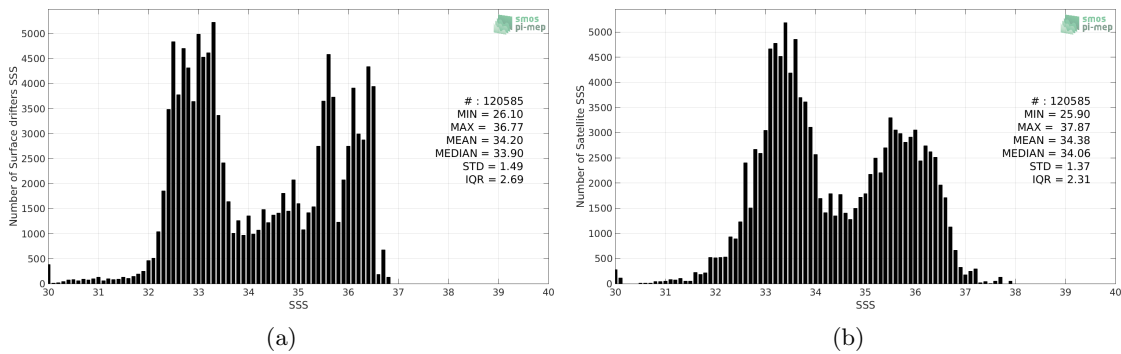 smos
pi-mep
Number of Surface drifters SSS
5000
4500
4000
3500
3000
2500
2000
1500
1000
500
0
# : 120585
MIN = 26.10
MAX =  36.77
MEAN = 34.20
MEDIAN = 33.90
STD = 1.49
IQR = 2.69
30 31 32 33 34 35 36 37 38 39 40
SSS
(a)
smos
pi-mep
Number of Satellite SSS
5000
4500
4000
3500
3000
2500
2000
1500
1000
500
0
# : 120585
MIN = 25.90
MAX =  37.87
MEAN = 34.38
MEDIAN = 34.06
STD = 1.37
IQR = 2.31
30 31 32 33 34 35 36 37 38 39 40
SSS
(b)